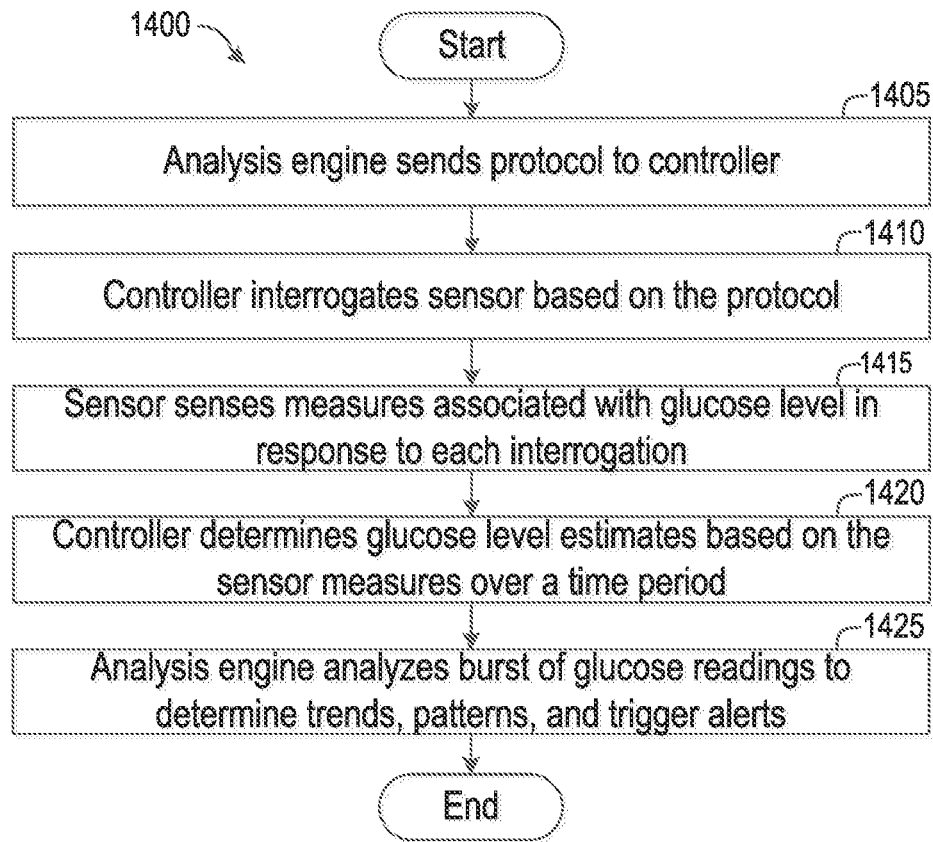 1400
Start
1405
Analysis engine sends protocol to controller
1410
Controller interrogates sensor based on the protocol
1415
Sensor senses measures associated with glucose level in
response to each interrogation
1420
Controller determines glucose level estimates based on the
sensor measures over a time period
1425
Analysis engine analyzes burst of glucose readings to
determine trends, patterns, and trigger alerts
End